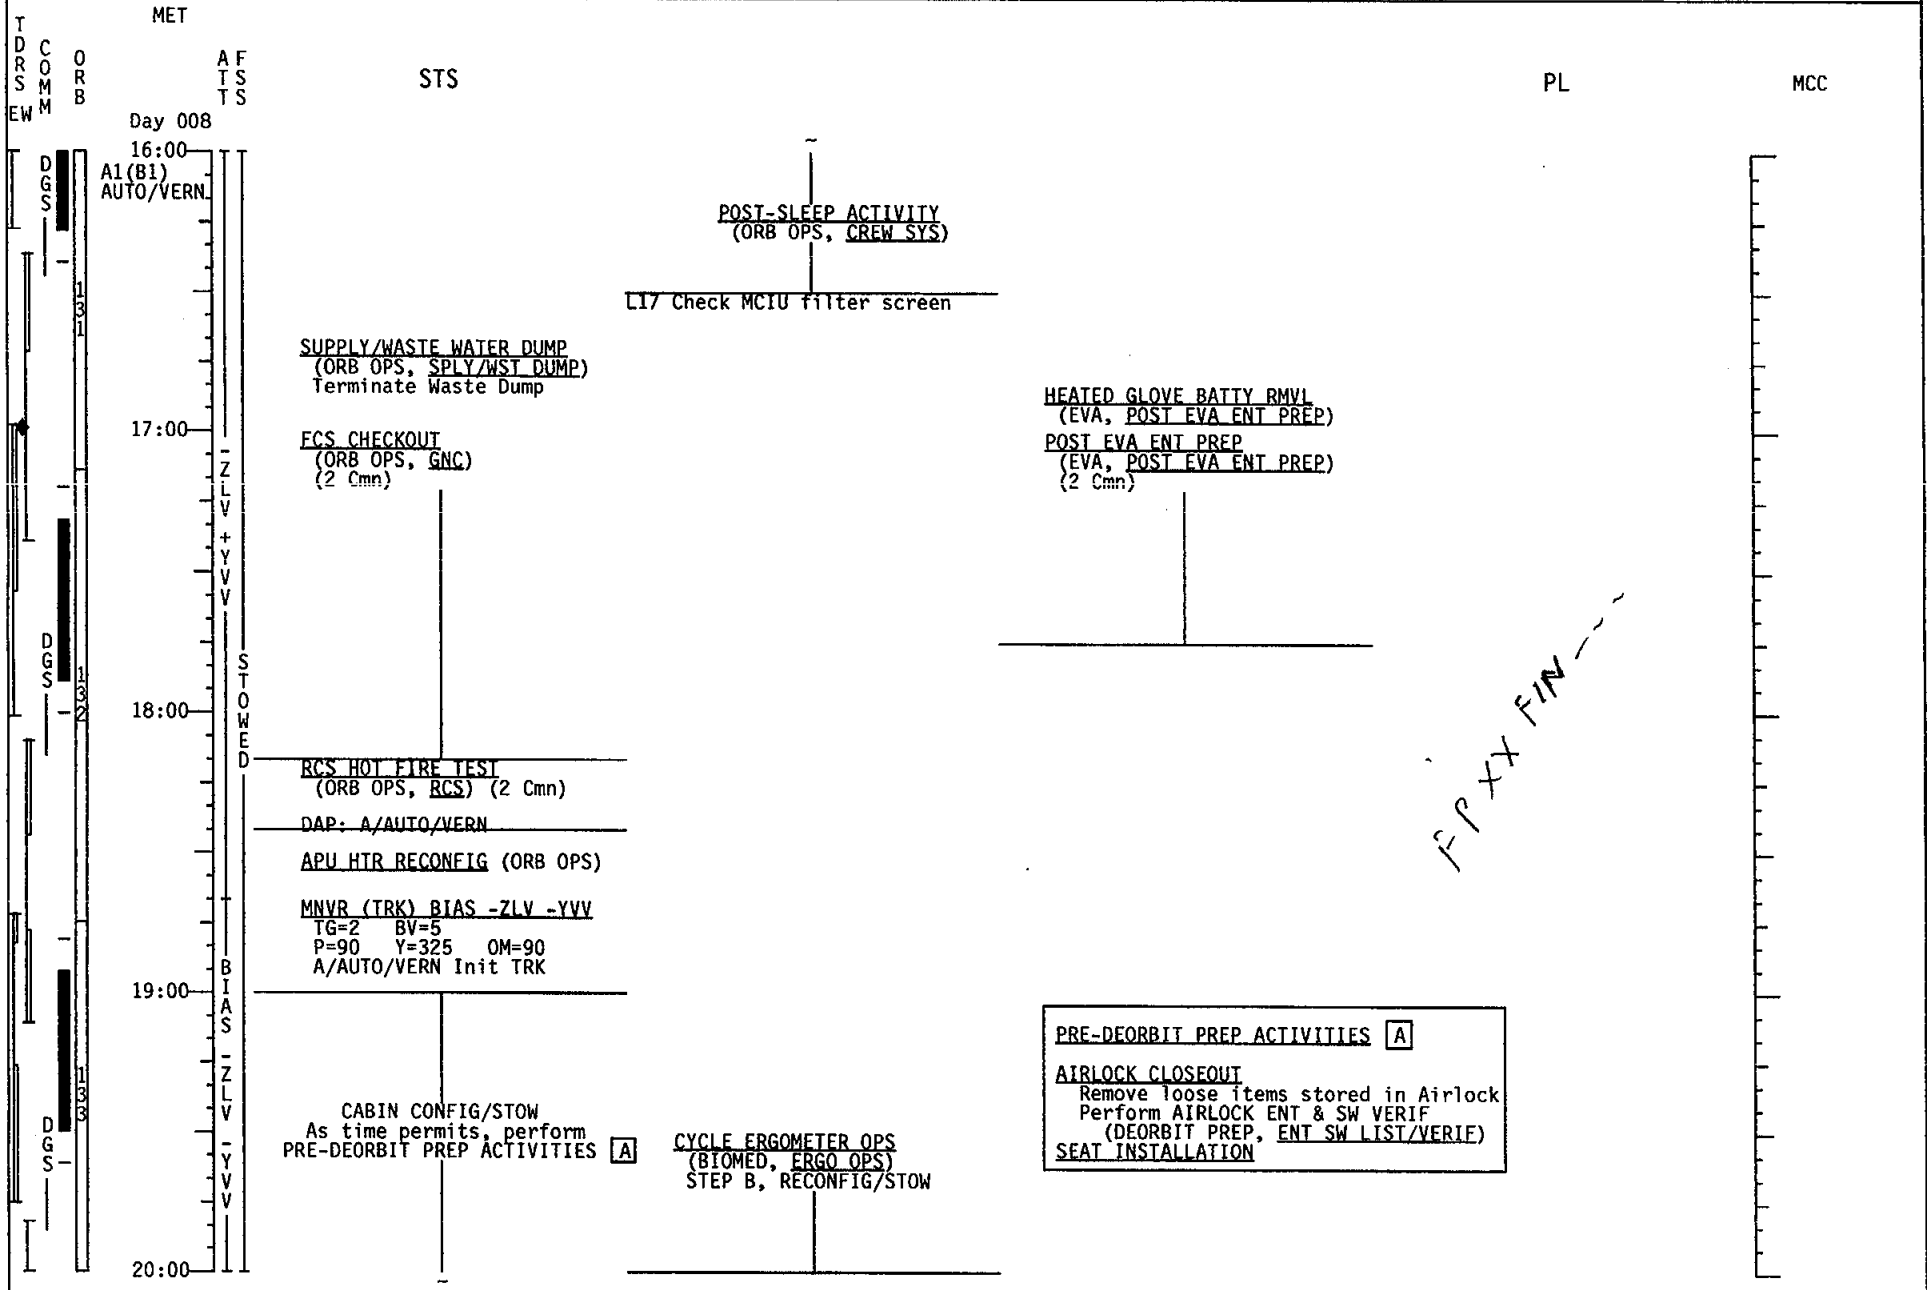 MET
TDRS
COMM
ORB
ATT
FSS
STS
PL
MCC
EW
Day 008
16:00
A1(B1)
AUTO/VERN
DGS
POST-SLEEP ACTIVITY
(ORB OPS, CREW SYS)
131
L17 Check MCIU filter screen
SUPPLY/WASTE WATER DUMP
(ORB OPS, SPLY/WST DUMP)
Terminate Waste Dump
HEATED GLOVE BATTY RMVL
(EVA, POST EVA ENT PREP)
17:00
FCS CHECKOUT
(ORB OPS, GNC)
(2 Cmn)
POST EVA ENT PREP
(EVA, POST EVA ENT PREP)
(2 Cmn)
-ZLV +YVV
DGS
STOWED
132
18:00
FIN
RCS HOT FIRE TEST
(ORB OPS, RCS) (2 Cmn)
DAP: A/AUTO/VERN
APU HTR RECONFIG (ORB OPS)
MNVR (TRK) BIAS -ZLV -YVV
TG=2 BV=5
P=90 Y=325 OM=90
A/AUTO/VERN Init TRK
19:00
BIAS -ZLV -YVV
133
DGS
CABIN CONFIG/STOW
As time permits, perform
PRE-DEORBIT PREP ACTIVITIES A
CYCLE ERGOMETER OPS
(BIOMED, ERGO OPS)
STEP B, RECONFIG/STOW
PRE-DEORBIT PREP ACTIVITIES A
AIRLOCK CLOSEOUT
Remove loose items stored in Airlock
Perform AIRLOCK ENT & SW VERIF
(DEORBIT PREP, ENT SW LIST/VERIF)
SEAT INSTALLATION
20:00